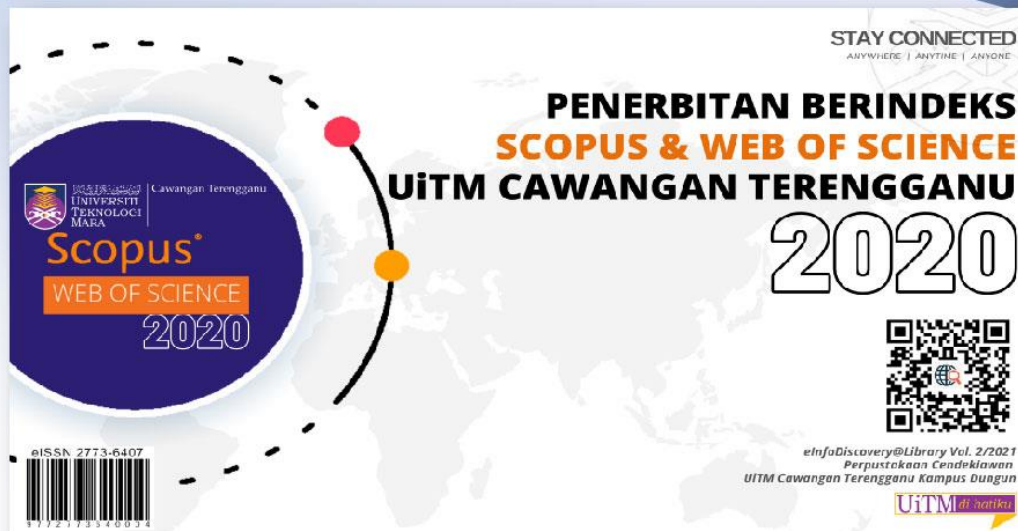 STAY CONNECTED
ANYWHERE | ANYTIME | ANYONE
PENERBITAN BERINDEKS
SCOPUS & WEB OF SCIENCE
UiTM CAWANGAN TERENGGANU
2020
UNIVERSITI
TEKNOLOGI
MARA
Cawangan Terengganu
Scopus®
WEB OF SCIENCE
2020
eISSN 2773-6407
eInfoDiscovery@Library Vol. 2/2021
Perpustakaan Cendekiawan
UiTM Cawangan Terengganu Kampus Dungun
UiTM di hatiku